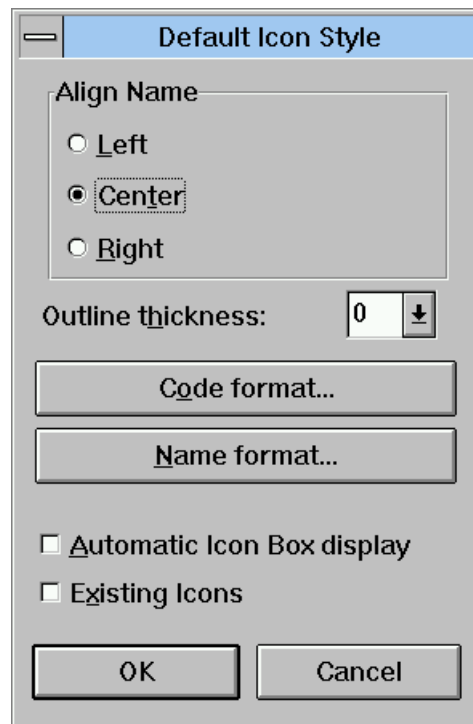 Default Icon Style
Align Name
Left
Center
Right
Outline thickness: 0
Code format...
Name format...
Automatic Icon Box display
Existing Icons
OK Cancel